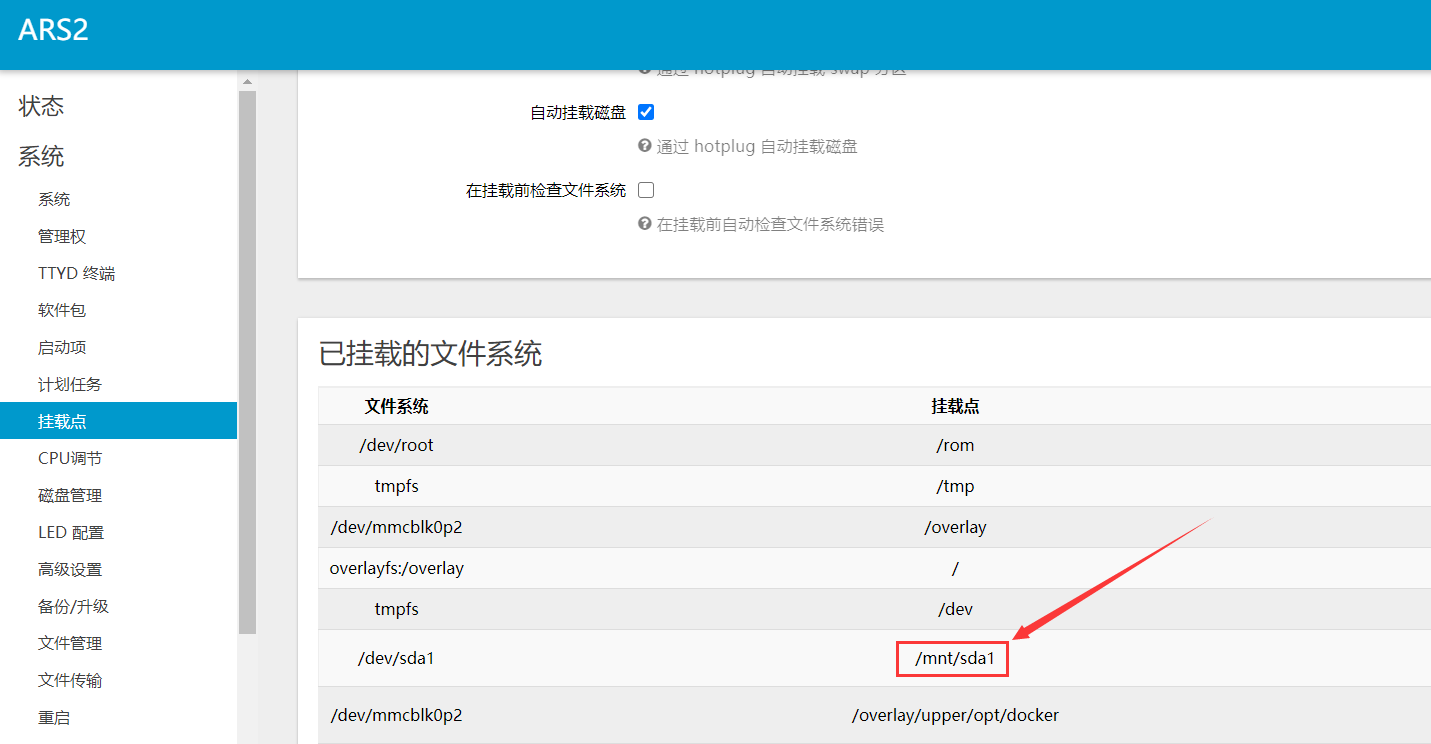 ARS2
状态
系统
系统
管理权
TTYD 终端
软件包
启动项
计划任务
挂载点
CPU调节
磁盘管理
LED 配置
高级设置
备份/升级
文件管理
文件传输
重启
通过 hotplug 自动挂载 swap 分区
自动挂载磁盘
通过 hotplug 自动挂载磁盘
在挂载前检查文件系统
在挂载前自动检查文件系统错误
已挂载的文件系统
文件系统 挂载点
/dev/root /rom
tmpfs /tmp
/dev/mmcblk0p2 /overlay
overlayfs:/overlay /
tmpfs /dev
/dev/sda1 /mnt/sda1
/dev/mmcblk0p2 /overlay/upper/opt/docker